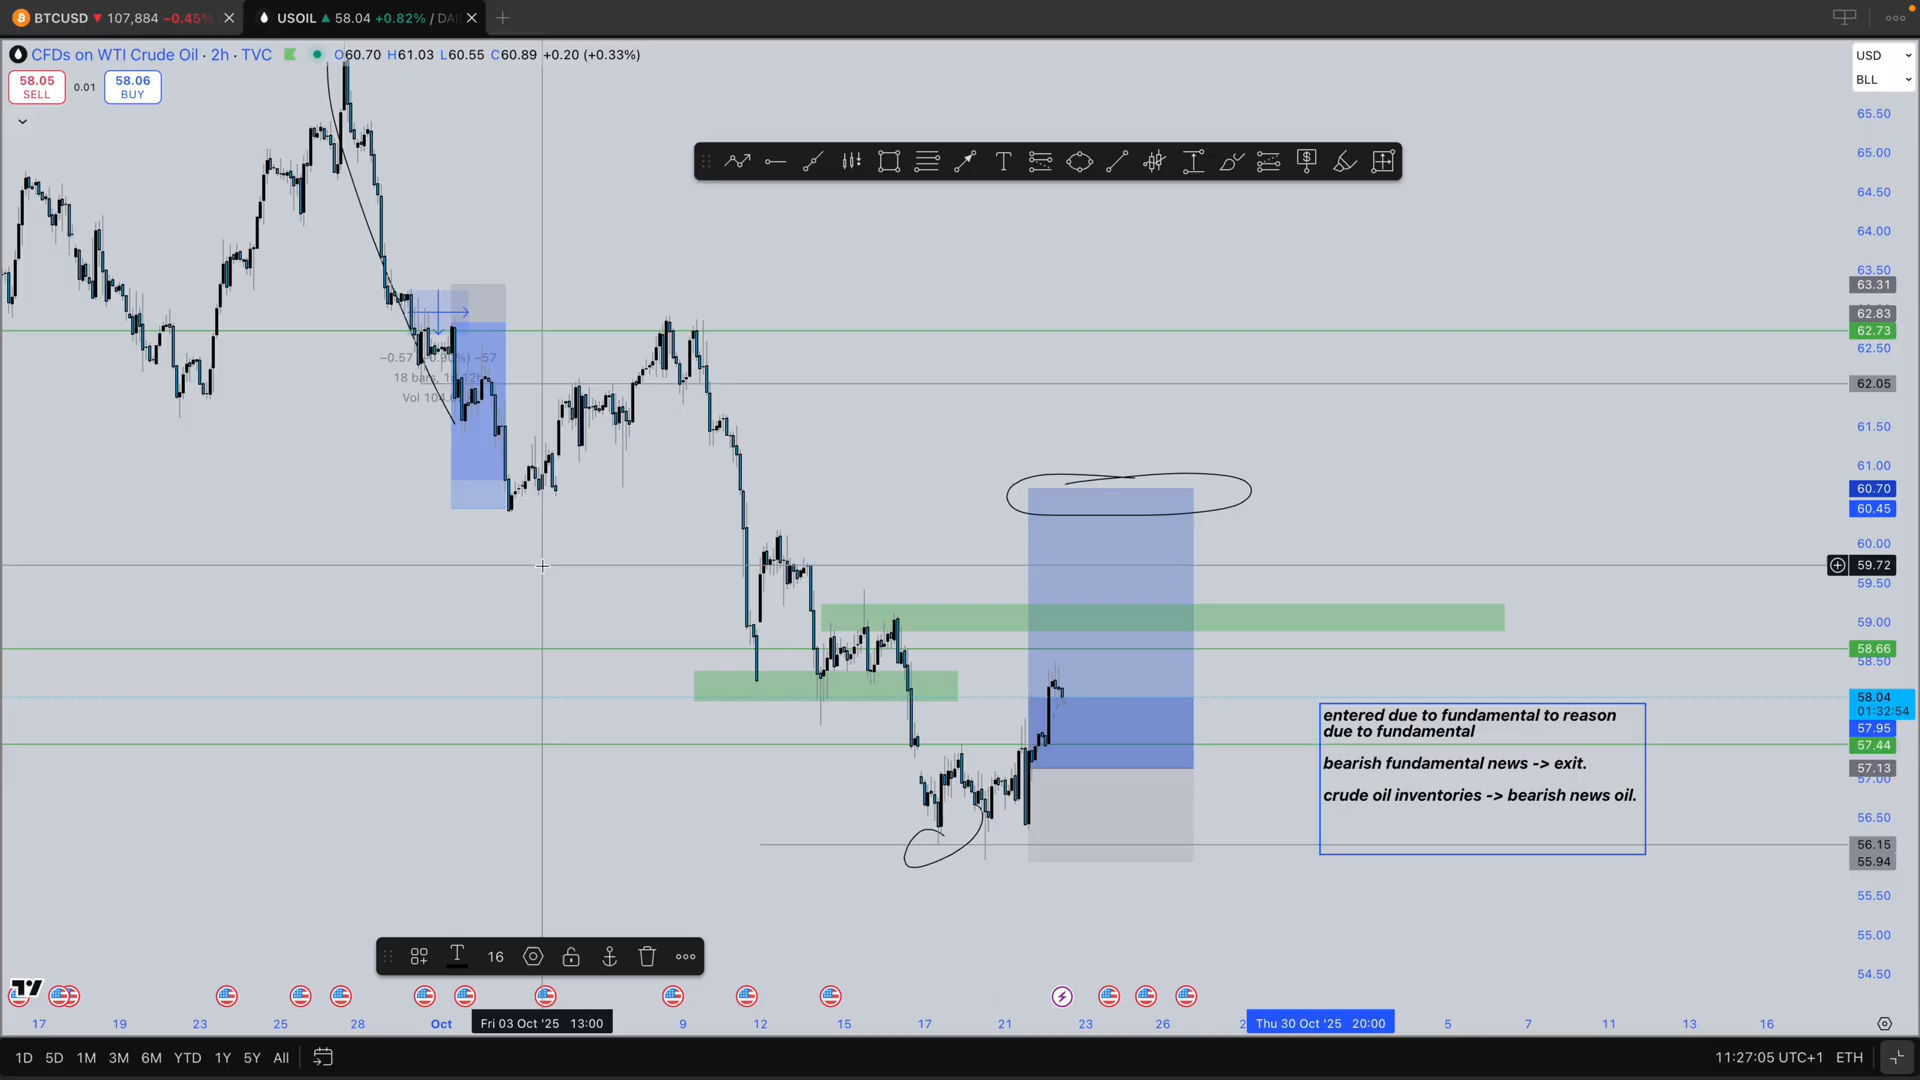 BTCUSD ▼ 107,884 −0.45%
USOIL ▲ 58.04 +0.82% / DAI
CFDs on WTI Crude Oil · 2h · TVC
O60.70 H61.03 L60.55 C60.89 +0.20 (+0.33%)
58.05
SELL
0.01
58.06
BUY
USD
BLL
65.50
65.00
64.50
64.00
63.50
63.31
62.83
62.73
62.50
62.05
61.50
61.00
60.70
60.45
60.00
59.72
59.50
59.00
58.66
58.50
58.04
01:32:54
57.95
57.44
57.13
57.00
56.50
56.15
55.94
55.50
55.00
54.50
18 bars,
entered due to fundamental to reason
due to fundamental
bearish fundamental news -> exit.
crude oil inventories -> bearish news oil.
16
17 19 23 25 28 Oct Fri 03 Oct '25 13:00 9 12 15 17 21 23 26 2 Thu 30 Oct '25 20:00 5 7 11 13 16
1D 5D 1M 3M 6M YTD 1Y 5Y All
11:27:05 UTC+1 ETH